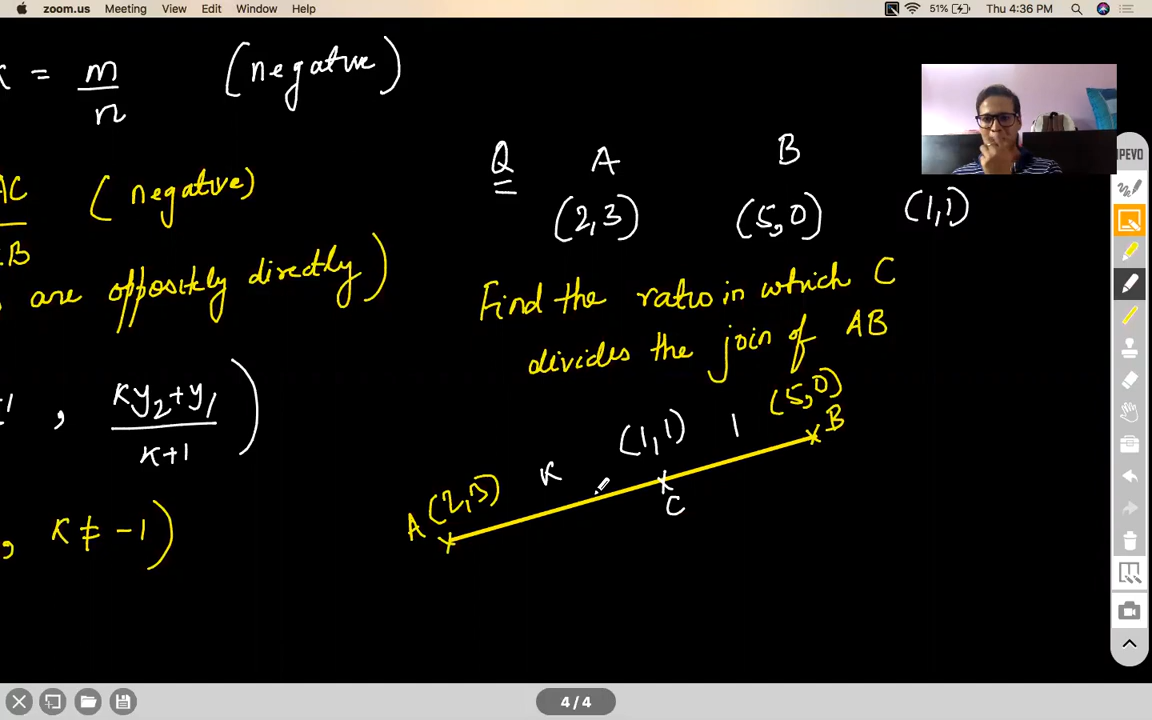 zoom.us Meeting View Edit Window Help 51% Thu 4:36 PM
K = m/n (negative)
Q A B
(2,3) (5,0) (1,1)
AC (negative)
are oppositely directly)
Find the ratio in which C
divides the join of AB
, Ky₂+y₁/K+1 )
(1,1) 1 (5,0)
A (2,3) K C B
, K ≠ -1)
4/4
IPEVO